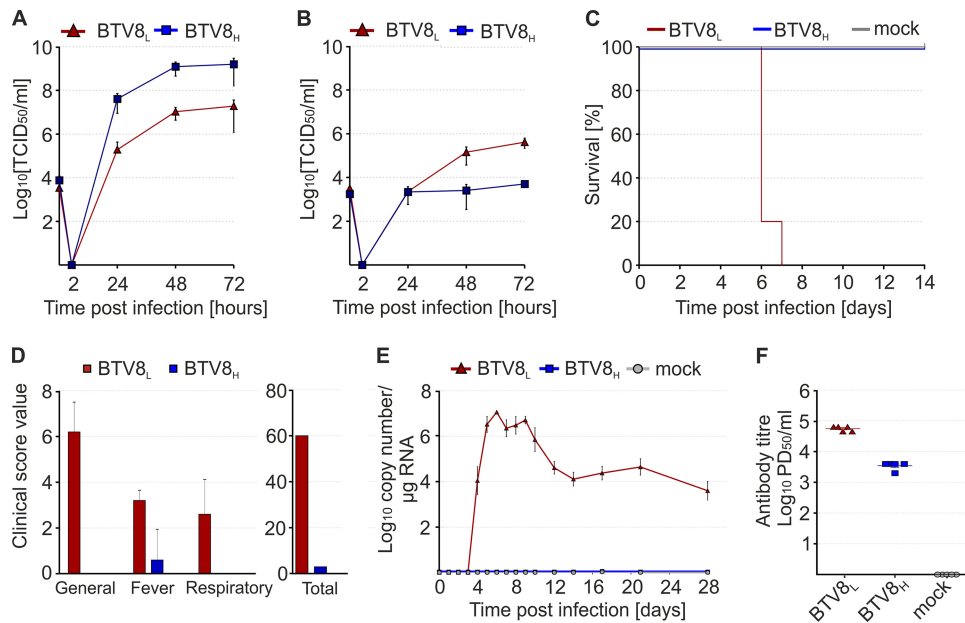 A
BTV8L BTV8H
Log10[TCID50/ml]
10
8
6
4
2
2 24 48 72
Time post infection [hours]
B
BTV8L BTV8H
Log10[TCID50/ml]
10
8
6
4
2
2 24 48 72
Time post infection [hours]
C
BTV8L BTV8H mock
Survival [%]
100
80
60
40
20
0
0 2 4 6 8 10 12 14
Time post infection [days]
D
BTV8L BTV8H
Clinical score value
8
6
4
2
0
General Fever Respiratory
80
60
40
20
0
Total
E
BTV8L BTV8H mock
Log10 copy number/
µg RNA
8
6
4
2
0 4 8 12 16 20 24 28
Time post infection [days]
F
Antibody titre
Log10 PD50/ml
6
5
4
3
2
1
BTV8L BTV8H mock